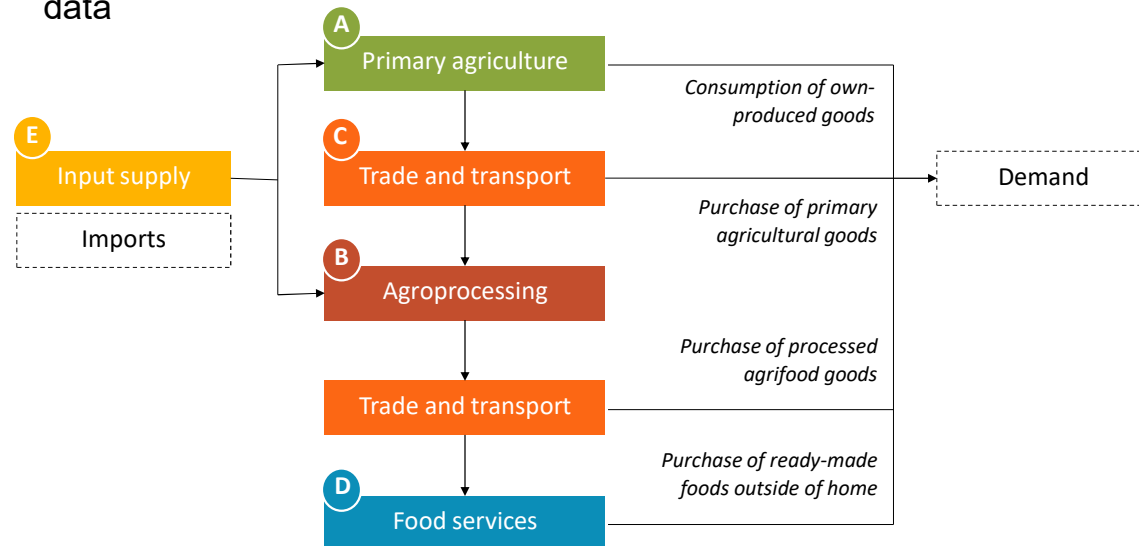 data
A
Primary agriculture
Consumption of own-
produced goods
E
Input supply
C
Trade and transport
Demand
Imports
Purchase of primary
agricultural goods
B
Agroprocessing
Purchase of processed
agrifood goods
Trade and transport
Purchase of ready-made
foods outside of home
D
Food services